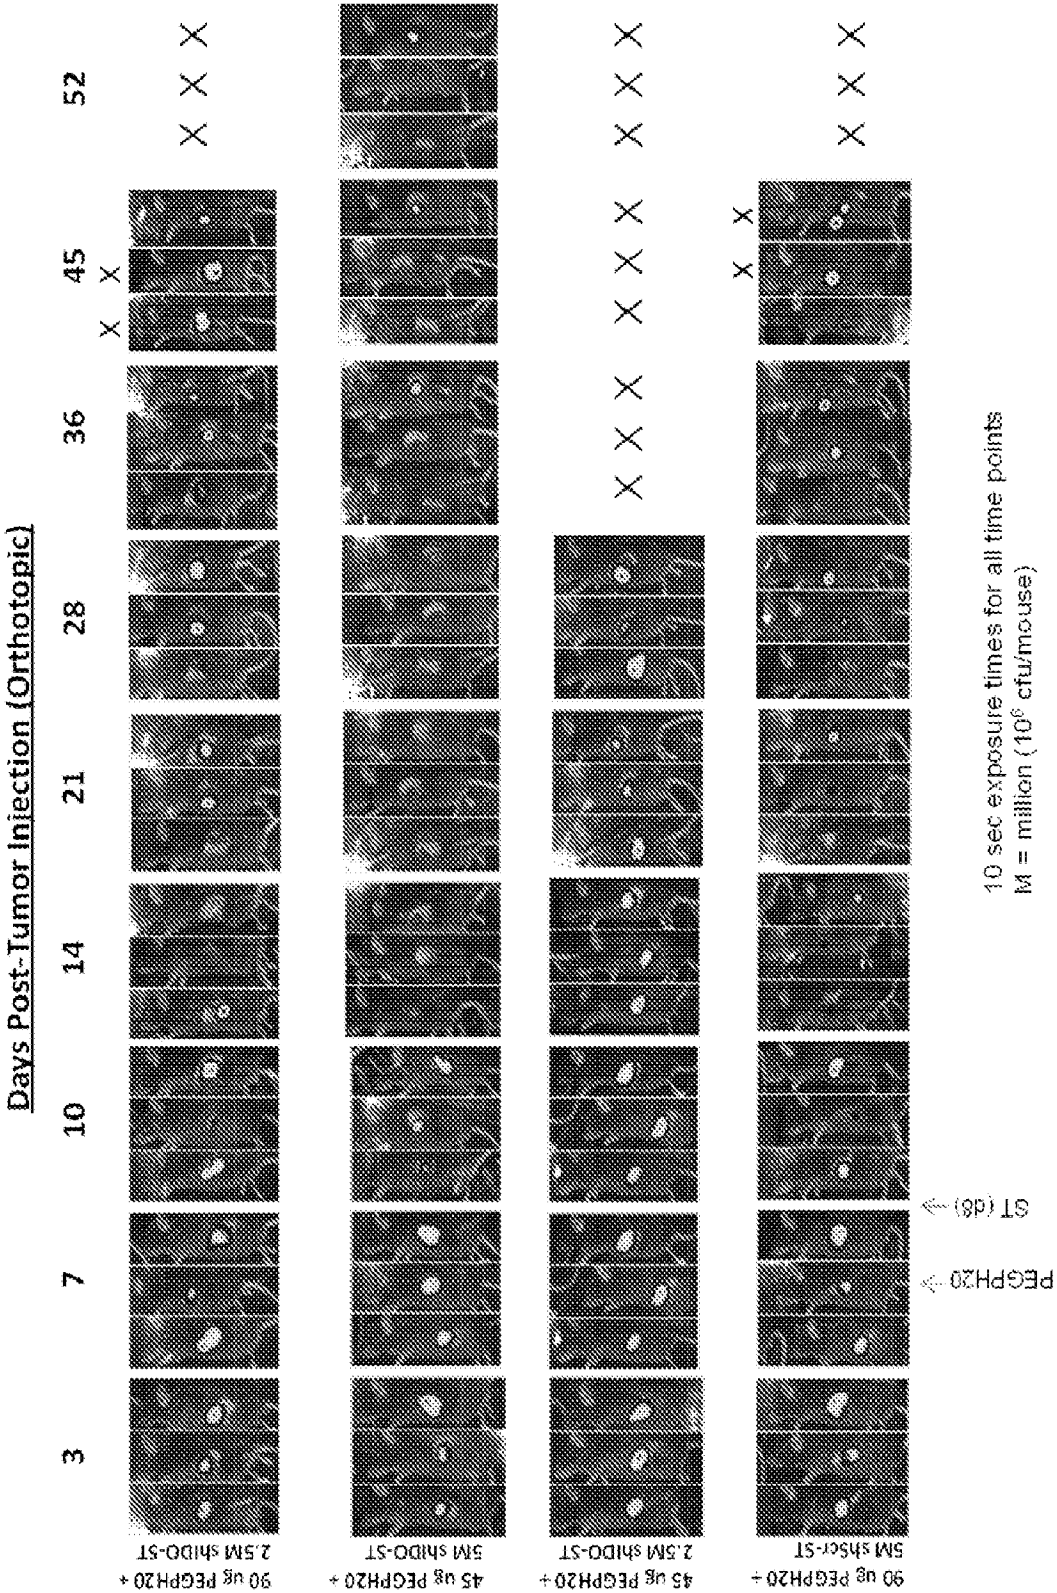 Days Post-Tumor Injection (Orthotopic)
3 7 10 14 21 28 36 45 52
X X
X X X
90 ug PEGPH20 +
2.5M shIDO-ST
45 ug PEGPH20 +
5M shIDO-ST
X X X X X X X X X
45 ug PEGPH20 +
2.5M shIDO-ST
X X
X X X
90 ug PEGPH20 +
5M shScr-ST
PEGPH20
ST (d8)
10 sec exposure times for all time points
M = million (10⁶ cfu/mouse)